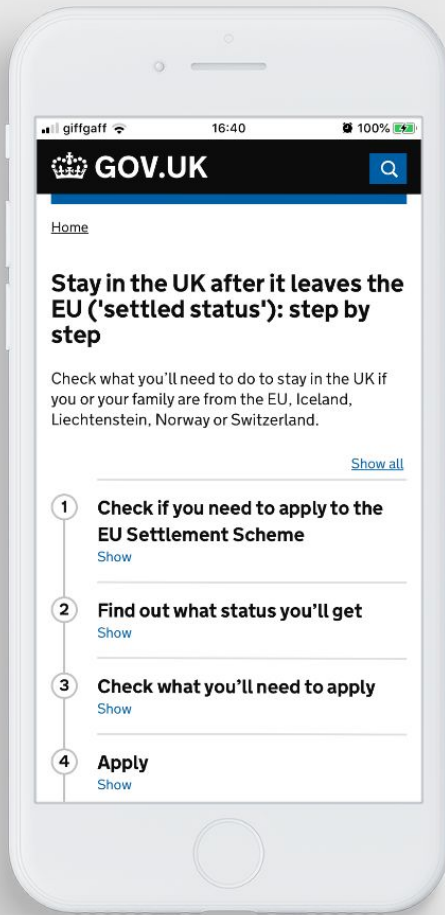 giffgaff 16:40 100%
GOV.UK
Home
Stay in the UK after it leaves the
EU ('settled status'): step by
step
Check what you’ll need to do to stay in the UK if
you or your family are from the EU, Iceland,
Liechtenstein, Norway or Switzerland.
Show all
1 Check if you need to apply to the
EU Settlement Scheme
Show
2 Find out what status you’ll get
Show
3 Check what you’ll need to apply
Show
4 Apply
Show